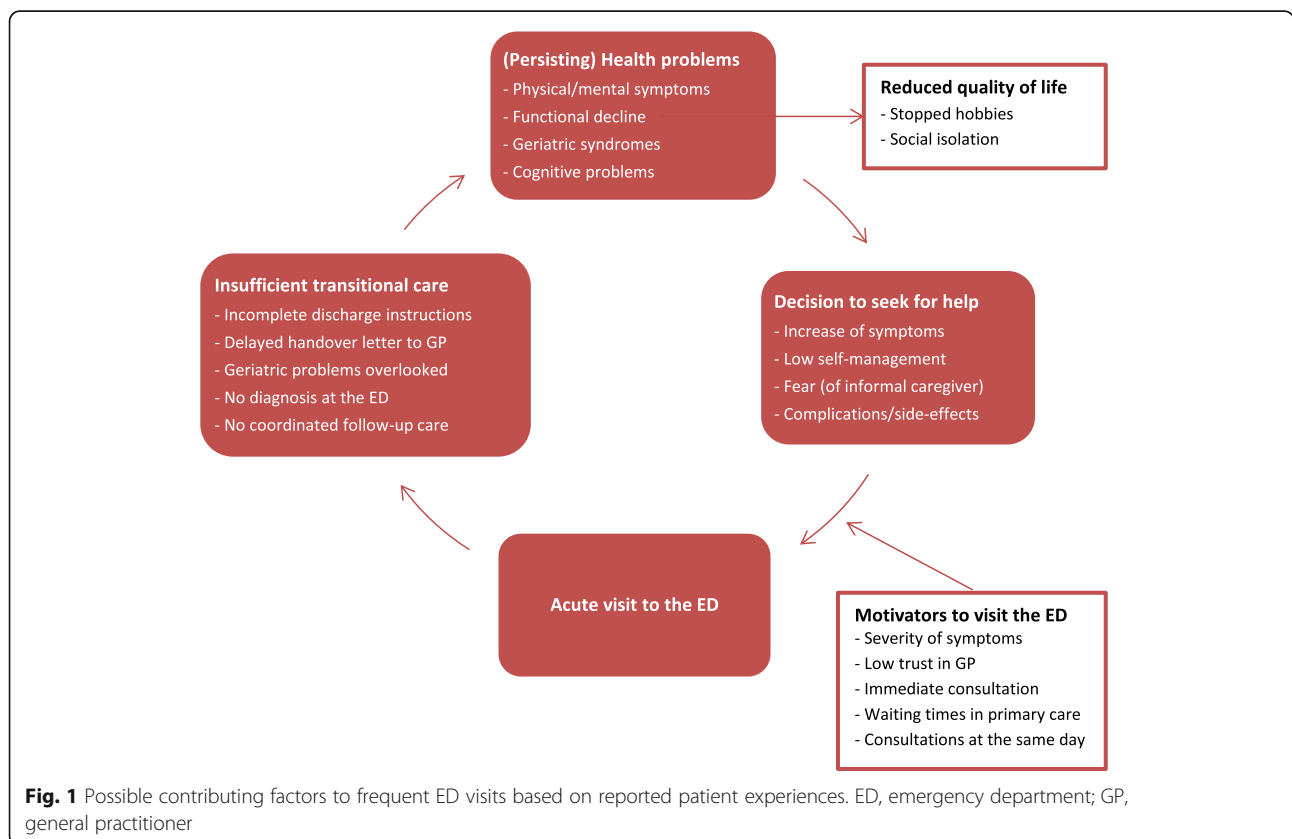 (Persisting) Health problems
- Physical/mental symptoms
- Functional decline
- Geriatric syndromes
- Cognitive problems
Reduced quality of life
- Stopped hobbies
- Social isolation
Insufficient transitional care
- Incomplete discharge instructions
- Delayed handover letter to GP
- Geriatric problems overlooked
- No diagnosis at the ED
- No coordinated follow-up care
Decision to seek for help
- Increase of symptoms
- Low self-management
- Fear (of informal caregiver)
- Complications/side-effects
Acute visit to the ED
Motivators to visit the ED
- Severity of symptoms
- Low trust in GP
- Immediate consultation
- Waiting times in primary care
- Consultations at the same day
Fig. 1 Possible contributing factors to frequent ED visits based on reported patient experiences. ED, emergency department; GP,
general practitioner